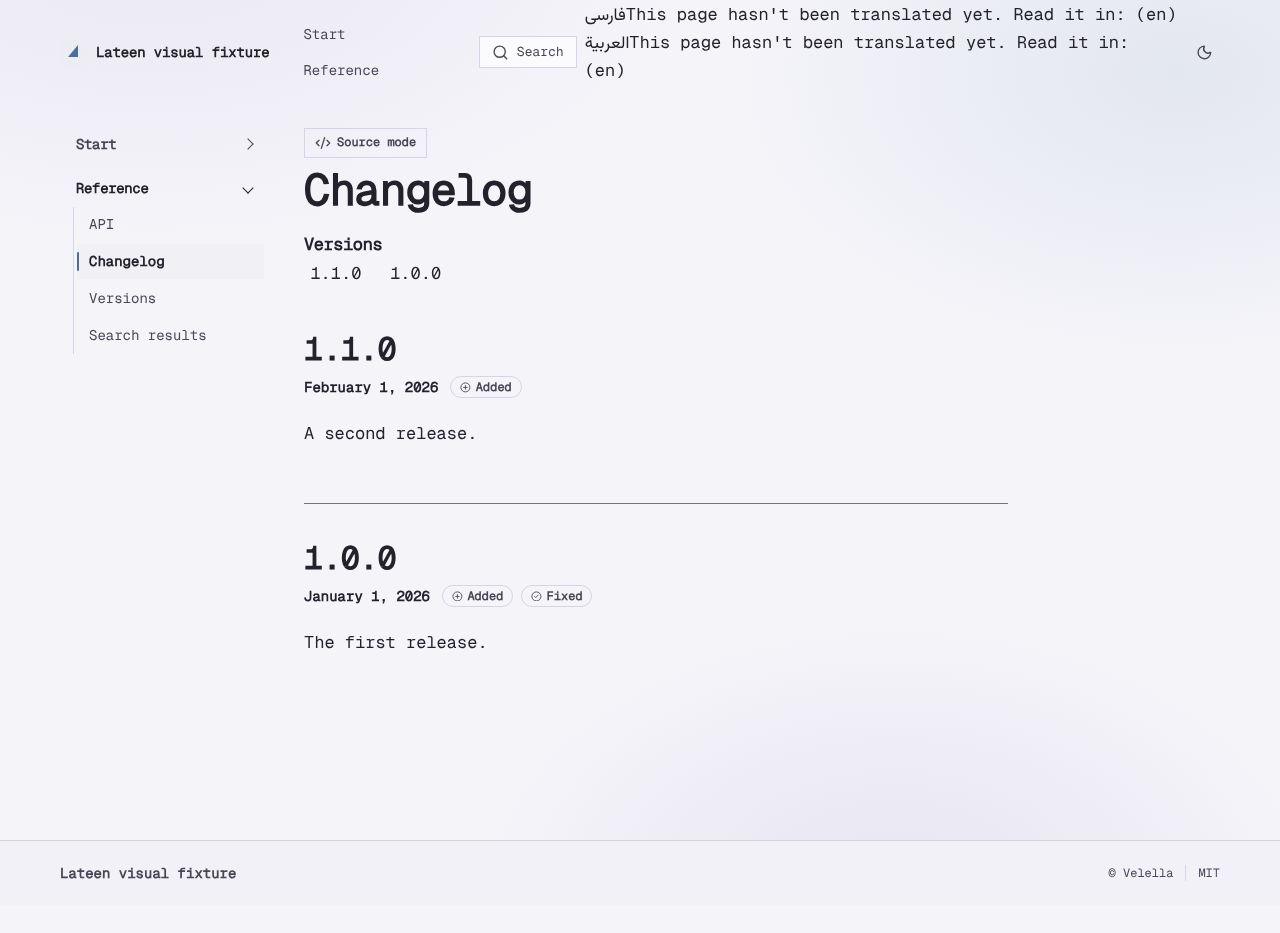 Lateen visual fixture
Start
Reference
Search
فارسیThis page hasn't been translated yet. Read it in: (en)
العربيةThis page hasn't been translated yet. Read it in:
(en)
Start
Reference
API
Changelog
Versions
Search results
Source mode
Changelog
Versions
1.1.0 1.0.0
1.1.0
February 1, 2026 Added
A second release.
1.0.0
January 1, 2026 Added Fixed
The first release.
Lateen visual fixture
© Velella MIT